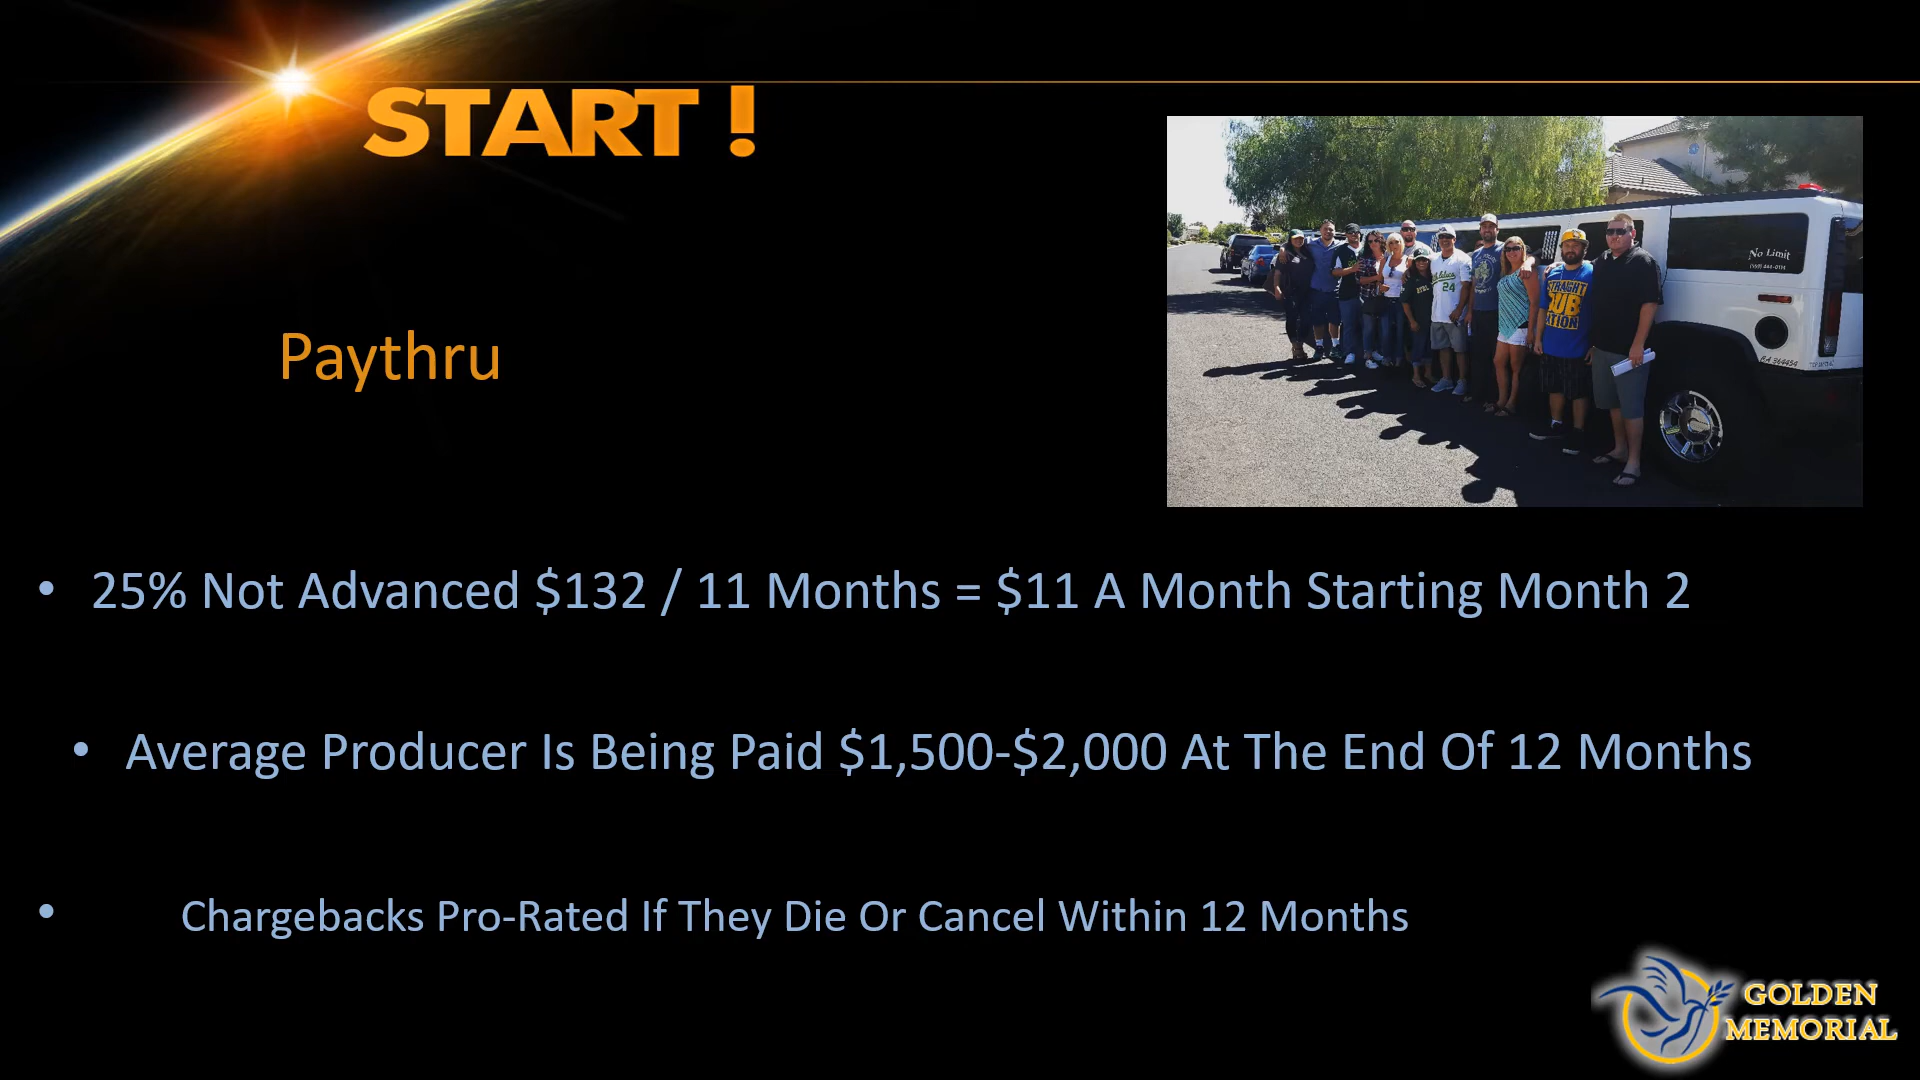 START !
Paythru
No Limit
24
• 25% Not Advanced $132 / 11 Months = $11 A Month Starting Month 2
• Average Producer Is Being Paid $1,500-$2,000 At The End Of 12 Months
• Chargebacks Pro-Rated If They Die Or Cancel Within 12 Months
GOLDEN
MEMORIAL